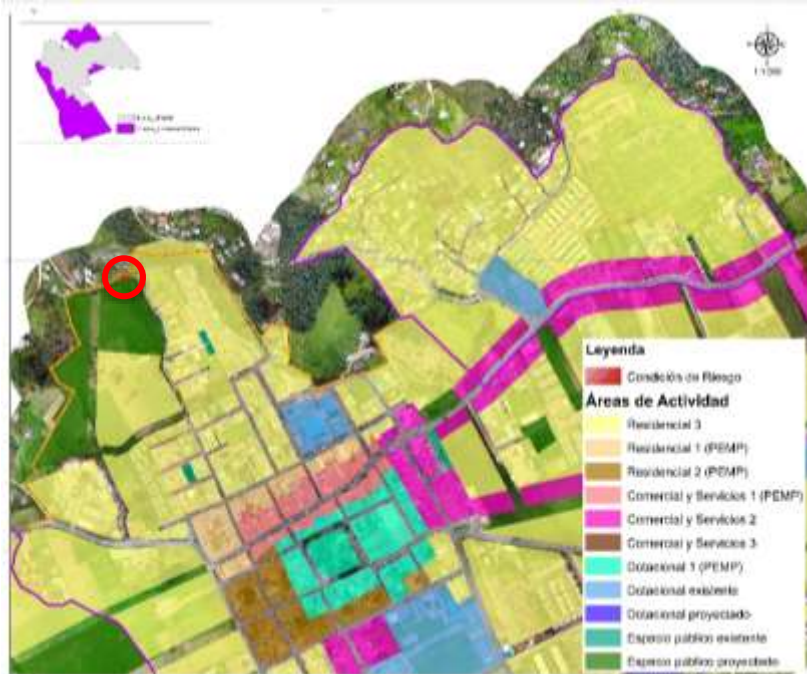 Leyenda
Condición de Riesgo
Áreas de Actividad
Residencial 3
Residencial 1 (PEMP)
Residencial 2 (PEMP)
Comercial y Servicios 1 (PEMP)
Comercial y Servicios 2
Comercial y Servicios 3
Dotacional 1 (PEMP)
Dotacional existente
Dotacional proyectado
Espacio público existente
Espacio público proyectado